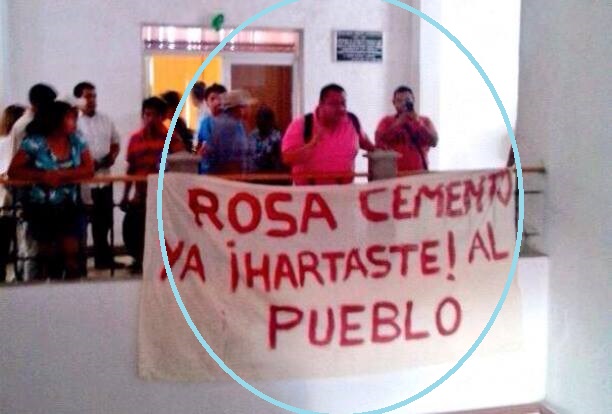 ROSA CEMENTO
YA ¡HARTASTE! AL
PUEBLO